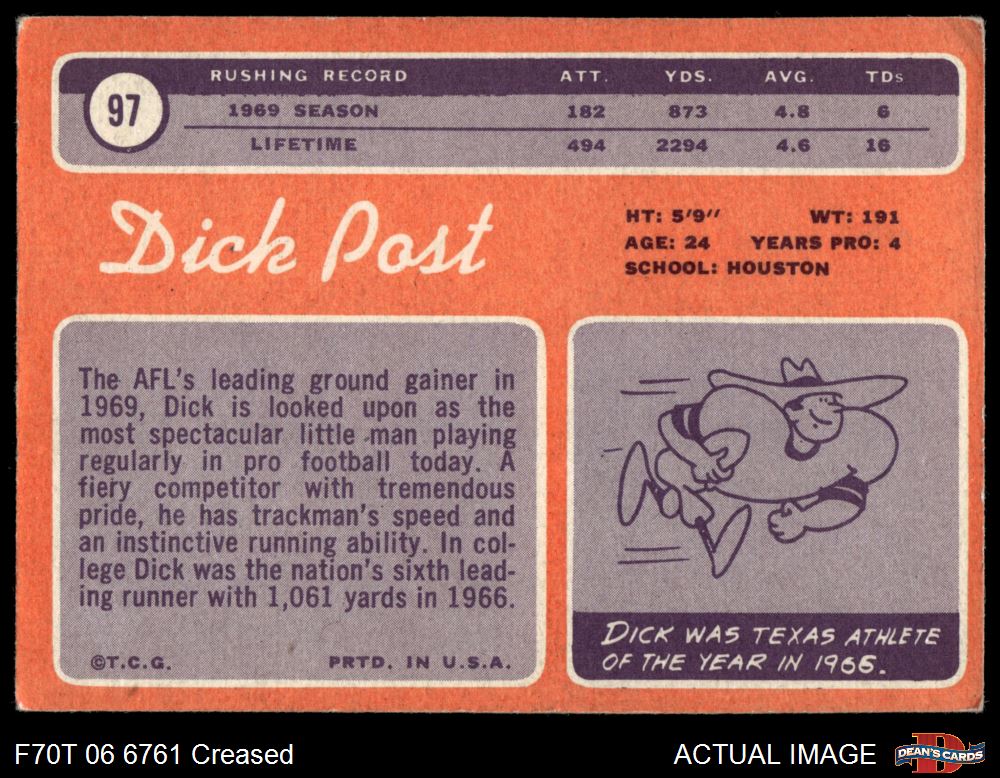 97
RUSHING RECORD ATT. YDS. AVG. TDs
1969 SEASON 182 873 4.8 6
LIFETIME 494 2294 4.6 16
Dick Post
HT: 5'9" WT: 191
AGE: 24 YEARS PRO: 4
SCHOOL: HOUSTON
The AFL's leading ground gainer in
1969, Dick is looked upon as the
most spectacular little man playing
regularly in pro football today. A
fiery competitor with tremendous
pride, he has trackman's speed and
an instinctive running ability. In col-
lege Dick was the nation's sixth lead-
ing runner with 1,061 yards in 1966.
©T.C.G. PRTD. IN U.S.A.
DICK WAS TEXAS ATHLETE
OF THE YEAR IN 1965.
F70T 06 6761 Creased
ACTUAL IMAGE
DEAN'S CARDS